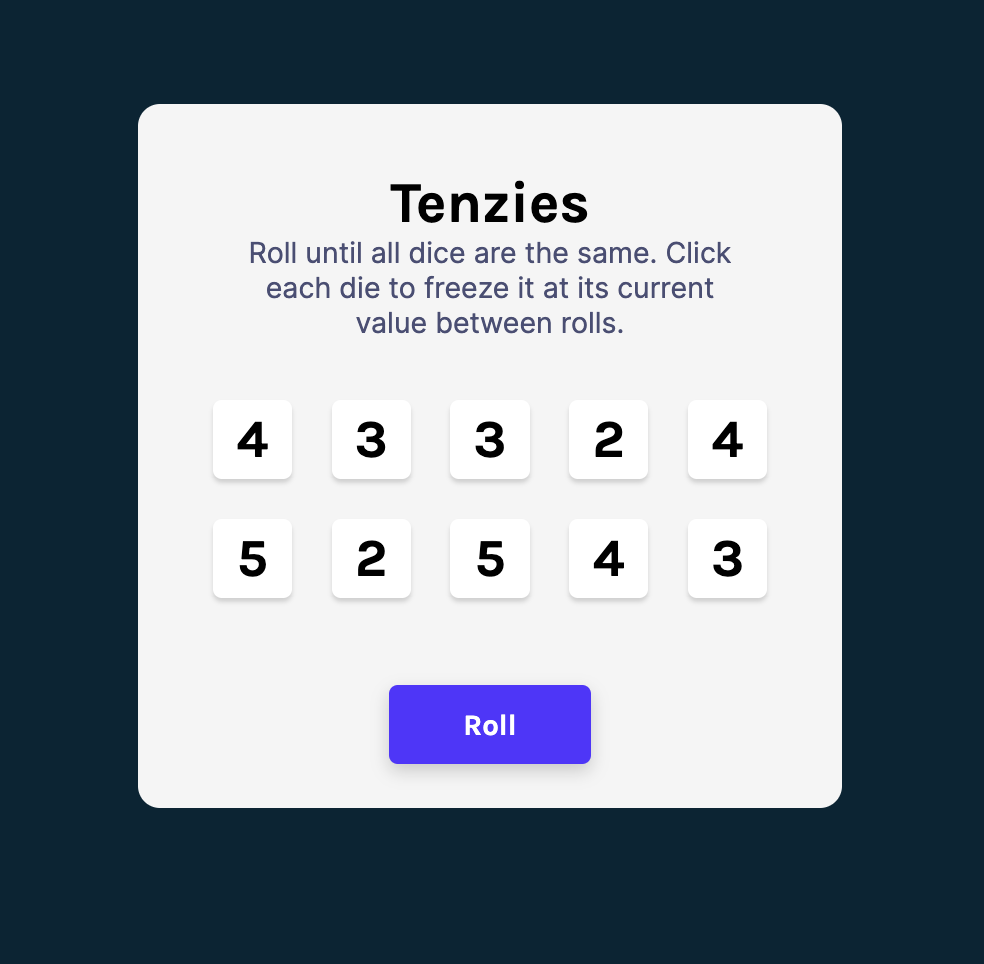 Tenzies
Roll until all dice are the same. Click
each die to freeze it at its current
value between rolls.
4 3 3 2 4
5 2 5 4 3
Roll